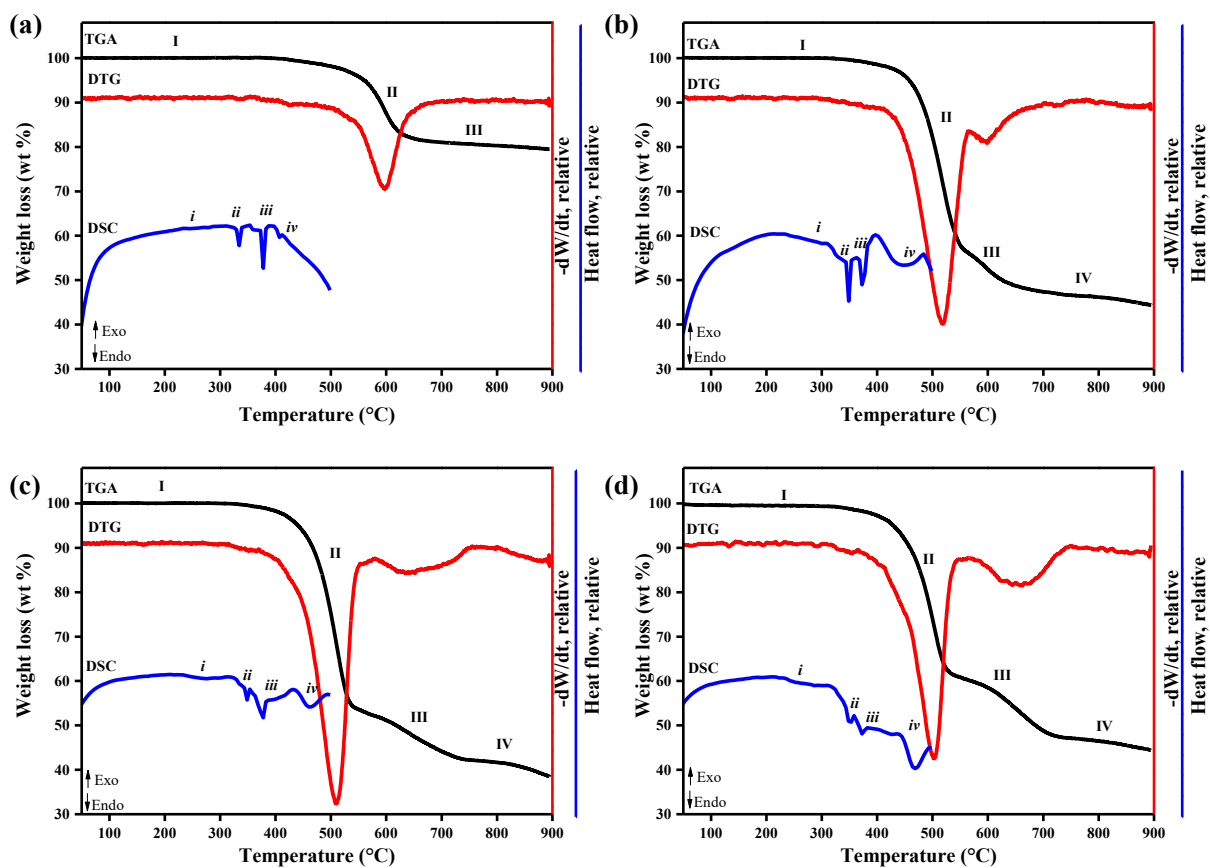 (a)
TGA
I
DTG
II
III
DSC
i
ii
iii
iv
Exo
Endo
100
90
80
70
60
50
40
30
Weight loss (wt %)
100 200 300 400 500 600 700 800 900
Temperature (°C)
-dW/dt, relative
Heat flow, relative
(b)
TGA
I
DTG
II
III
IV
DSC
i
ii
iii
iv
Exo
Endo
100
90
80
70
60
50
40
30
Weight loss (wt %)
100 200 300 400 500 600 700 800 900
Temperature (°C)
-dW/dt, relative
Heat flow, relative
(c)
TGA
I
DTG
II
III
IV
DSC
i
ii
iii
iv
Exo
Endo
100
90
80
70
60
50
40
30
Weight loss (wt %)
100 200 300 400 500 600 700 800 900
Temperature (°C)
-dW/dt, relative
Heat flow, relative
(d)
TGA
I
DTG
II
III
IV
DSC
i
ii
iii
iv
Exo
Endo
100
90
80
70
60
50
40
30
Weight loss (wt %)
100 200 300 400 500 600 700 800 900
Temperature (°C)
-dW/dt, relative
Heat flow, relative